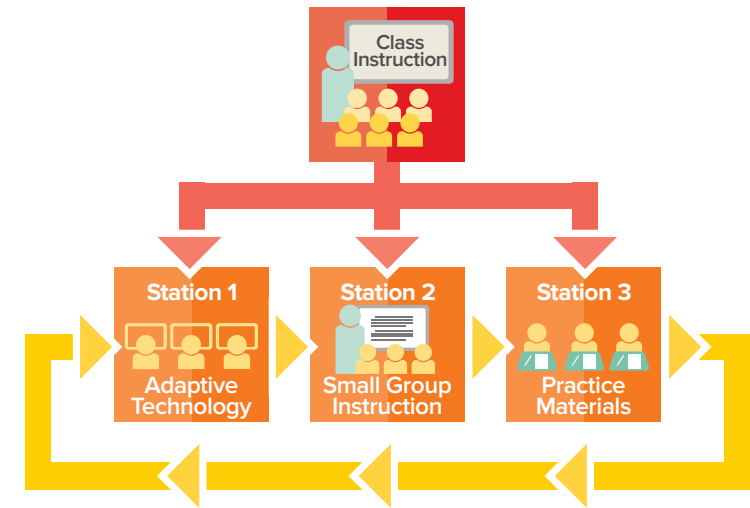 Class
Instruction
Station 1
Adaptive
Technology
Station 2
Small Group
Instruction
Station 3
Practice
Materials